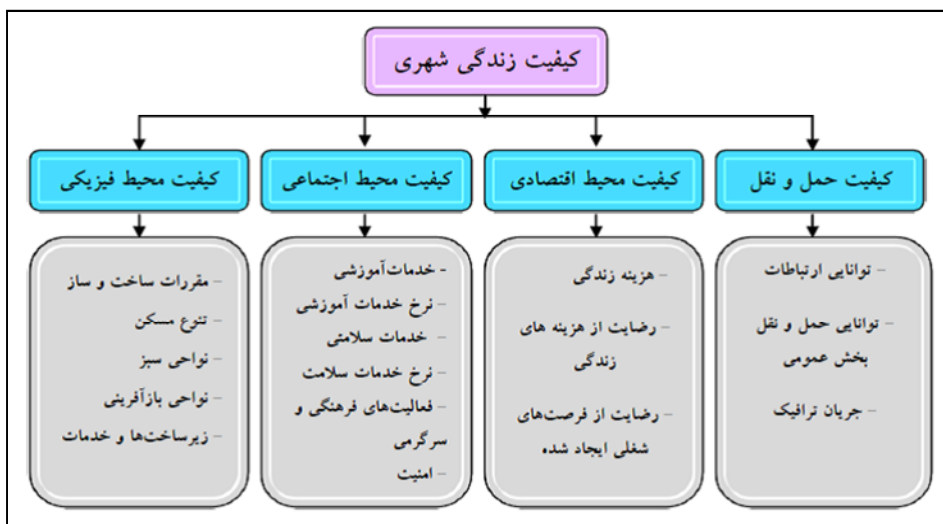 کیفیت زندگی شهری
کیفیت حمل و نقل
کیفیت محیط اقتصادی
کیفیت محیط اجتماعی
کیفیت محیط فیزیکی
– توانایی ارتباطات
– توانایی حمل و نقل
بخش عمومی
– جریان ترافیک
– هزینه زندگی
– رضایت از هزینه های
زندگی
– رضایت از فرصت‌های
شغلی ایجاد شده
- خدمات‌آموزشی
– نرخ خدمات آموزشی
– خدمات سلامتی
– نرخ خدمات سلامت
– فعالیت‌های فرهنگی و
سرگرمی
– امنیت
– مقررات ساخت و ساز
– تنوع مسکن
– نواحی سبز
– نواحی بازآفرینی
– زیرساخت‌ها و خدمات